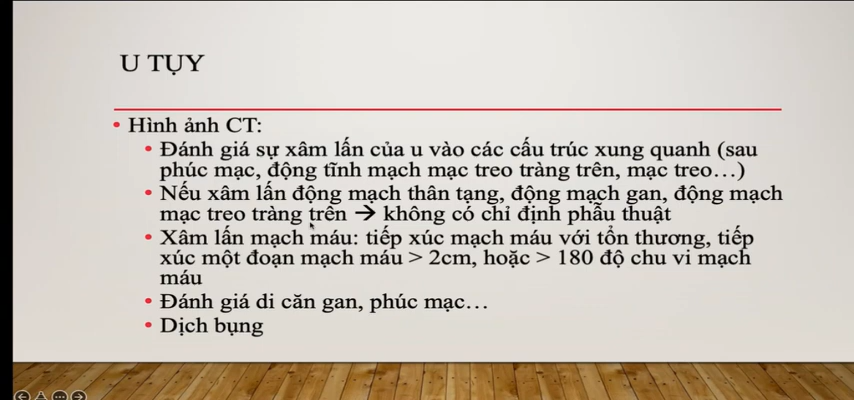 U TỤY
• Hình ảnh CT:
• Đánh giá sự xâm lấn của u vào các cấu trúc xung quanh (sau
phúc mạc, động tĩnh mạch mạc treo tràng trên, mạc treo…)
• Nếu xâm lấn động mạch thân tạng, động mạch gan, động mạch
mạc treo tràng trên → không có chỉ định phẫu thuật
• Xâm lấn mạch máu: tiếp xúc mạch máu với tổn thương, tiếp
xúc một đoạn mạch máu > 2cm, hoặc > 180 độ chu vi mạch
máu
• Đánh giá di căn gan, phúc mạc…
• Dịch bụng